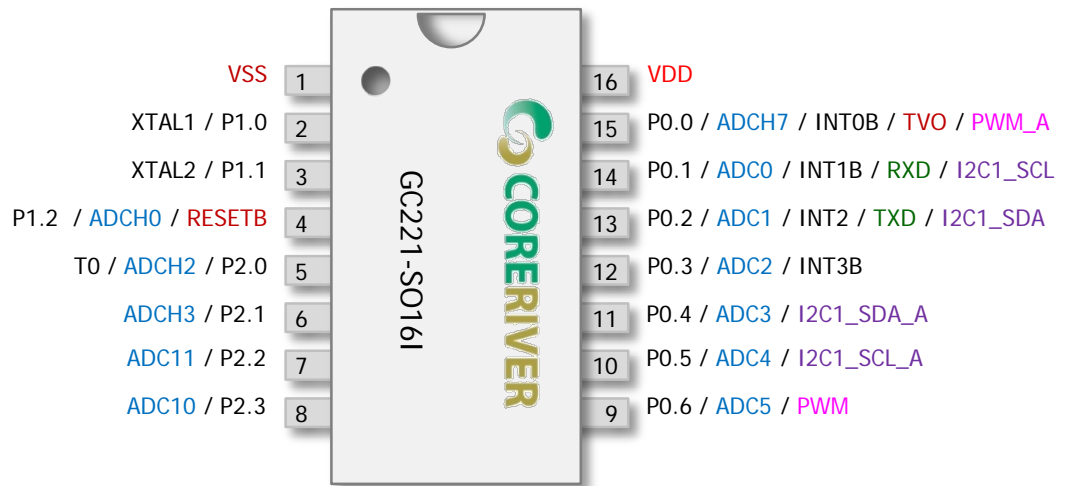 VSS 1 16 VDD
XTAL1 / P1.0 2 15 P0.0 / ADCH7 / INT0B / TVO / PWM_A
XTAL2 / P1.1 3 14 P0.1 / ADC0 / INT1B / RXD / I2C1_SCL
P1.2 / ADCH0 / RESETB 4 13 P0.2 / ADC1 / INT2 / TXD / I2C1_SDA
T0 / ADCH2 / P2.0 5 12 P0.3 / ADC2 / INT3B
ADCH3 / P2.1 6 11 P0.4 / ADC3 / I2C1_SDA_A
ADC11 / P2.2 7 10 P0.5 / ADC4 / I2C1_SCL_A
ADC10 / P2.3 8 9 P0.6 / ADC5 / PWM
GC221-SO16I
CORERIVER